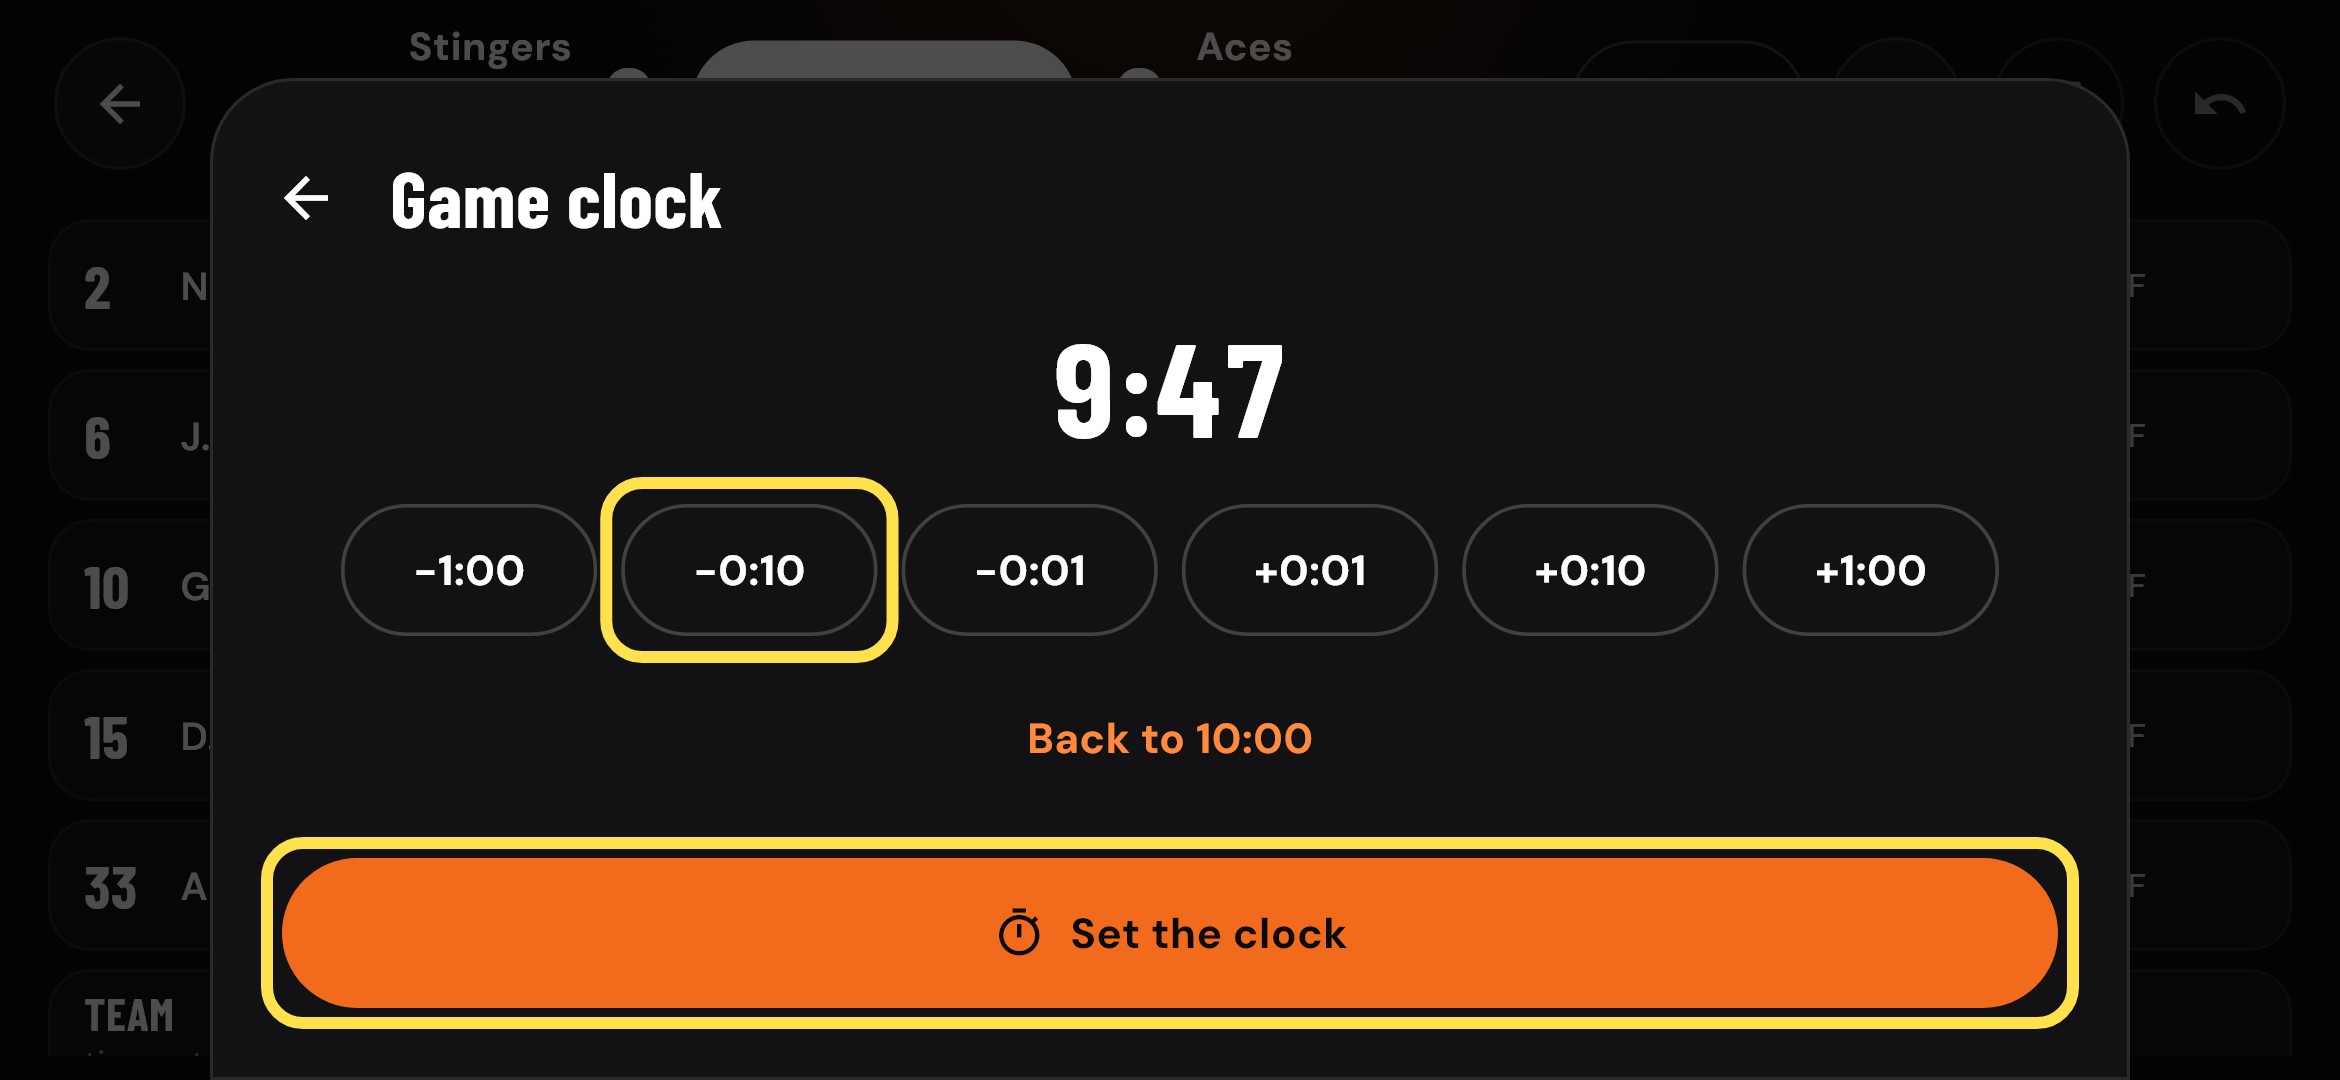 Stingers
Aces
Game clock
9:47
-1:00
-0:10
-0:01
+0:01
+0:10
+1:00
Back to 10:00
Set the clock
2 N
F
6 J.
F
10 G
F
15 D.
F
33 A
F
TEAM